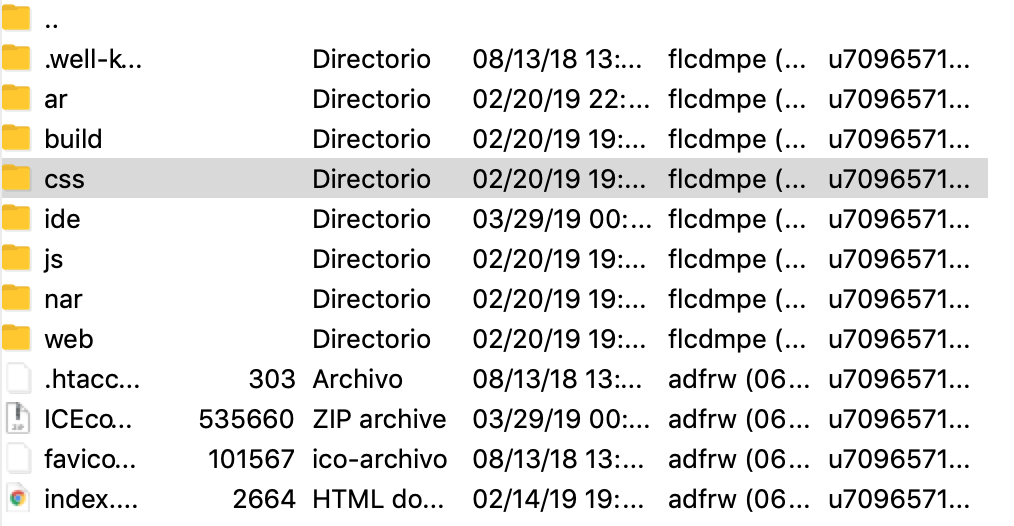 ..
.well-k... Directorio 08/13/18 13:... flcdmpe (... u7096571...
ar Directorio 02/20/19 22:... flcdmpe (... u7096571...
build Directorio 02/20/19 19:... flcdmpe (... u7096571...
css Directorio 02/20/19 19:... flcdmpe (... u7096571...
ide Directorio 03/29/19 00:... flcdmpe (... u7096571...
js Directorio 02/20/19 19:... flcdmpe (... u7096571...
nar Directorio 02/20/19 19:... flcdmpe (... u7096571...
web Directorio 02/20/19 19:... flcdmpe (... u7096571...
.htacc... 303 Archivo 08/13/18 13:... adfrw (06... u7096571...
ICEco... 535660 ZIP archive 03/29/19 00:... adfrw (06... u7096571...
favico... 101567 ico-archivo 08/13/18 13:... adfrw (06... u7096571...
index.... 2664 HTML do... 02/14/19 19:... adfrw (06... u7096571...